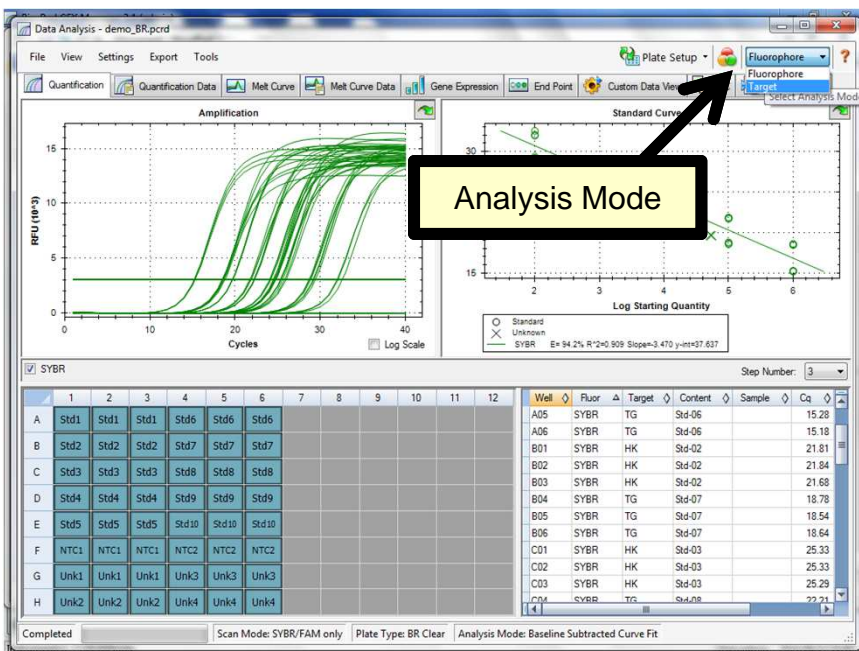 Data Analysis - demo_BR.pcrd
File View Settings Export Tools Plate Setup Fluorophore ?
Fluorophore
Target
Select Analysis Mode
Quantification Quantification Data Melt Curve Melt Curve Data Gene Expression End Point Custom Data View
Analysis Mode
Amplification
RFU (10^3)
15
10
5
0
0 10 20 30 40
Cycles
Log Scale
Standard Curve
30
15
2 3 5 6
Log Starting Quantity
Standard
Unknown
SYBR E= 94.2% R^2=0.909 Slope=-3.470 y-int=37.637
SYBR Step Number: 3
1 2 3 4 5 6 7 8 9 10 11 12
A Std1 Std1 Std1 Std6 Std6 Std6
B Std2 Std2 Std2 Std7 Std7 Std7
C Std3 Std3 Std3 Std8 Std8 Std8
D Std4 Std4 Std4 Std9 Std9 Std9
E Std5 Std5 Std5 Std10 Std10 Std10
F NTC1 NTC1 NTC1 NTC2 NTC2 NTC2
G Unk1 Unk1 Unk1 Unk3 Unk3 Unk3
H Unk2 Unk2 Unk2 Unk4 Unk4 Unk4
Well Fluor Target Content Sample Cq
A05 SYBR TG Std-06 15.28
A06 SYBR TG Std-06 15.18
B01 SYBR HK Std-02 21.81
B02 SYBR HK Std-02 21.84
B03 SYBR HK Std-02 21.68
B04 SYBR TG Std-07 18.78
B05 SYBR TG Std-07 18.54
B06 SYBR TG Std-07 18.64
C01 SYBR HK Std-03 25.33
C02 SYBR HK Std-03 25.33
C03 SYBR HK Std-03 25.29
C04 SYBR TG Std-08 22.21
Completed Scan Mode: SYBR/FAM only Plate Type: BR Clear Analysis Mode: Baseline Subtracted Curve Fit